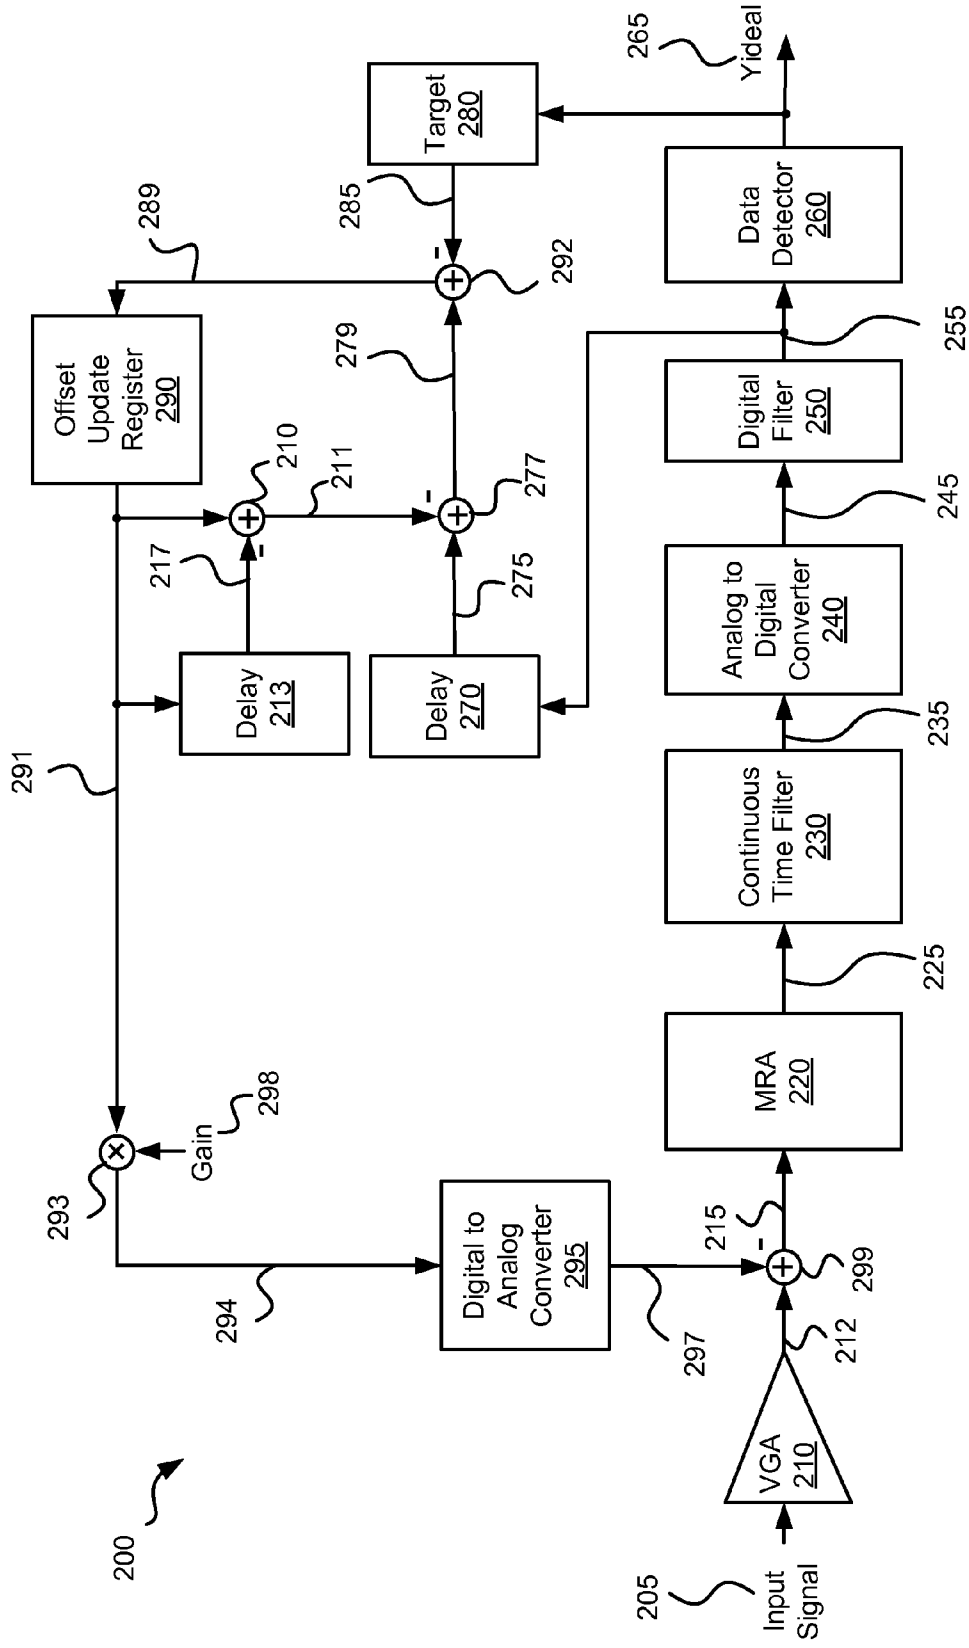 200
205
Input
Signal
VGA
210
212
299
215
MRA
220
225
Continuous
Time Filter
230
235
Analog to
Digital
Converter
240
245
Digital
Filter
250
255
Data
Detector
260
265
Yideal
Target
280
285
-
292
+
289
279
Offset
Update
Register
290
210
+
-
211
217
Delay
213
-
277
+
275
Delay
270
291
293
×
Gain
298
294
Digital to
Analog
Converter
295
297
-
+